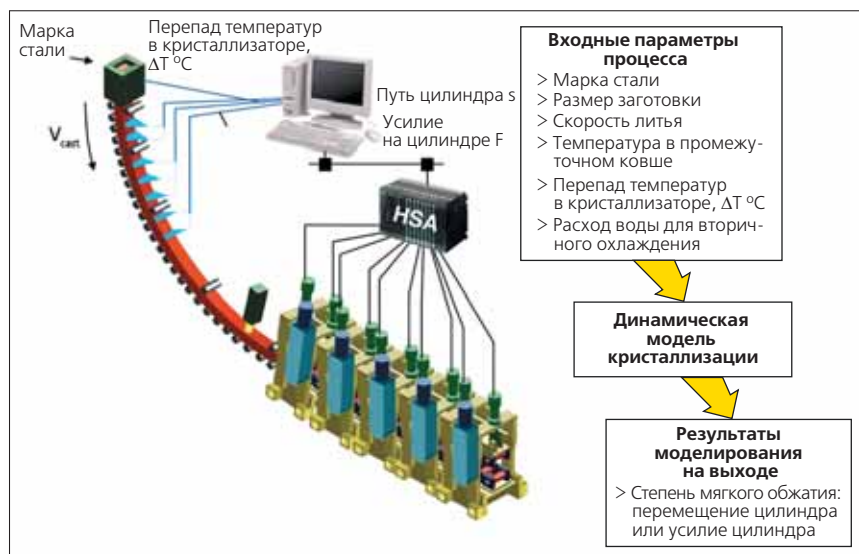 Марка
стали
Перепад температур
в кристаллизаторе,
ΔT °C
V cast
Путь цилиндра s
Усилие
на цилиндре F
HSA
Входные параметры
процесса
> Марка стали
> Размер заготовки
> Скорость литья
> Температура в промежу-
точном ковше
> Перепад температур
в кристаллизаторе, ΔT °C
> Расход воды для вторич-
ного охлаждения
Динамическая
модель
кристаллизации
Результаты
моделирования
на выходе
> Степень мягкого обжатия:
перемещение цилиндра
или усилие цилиндра